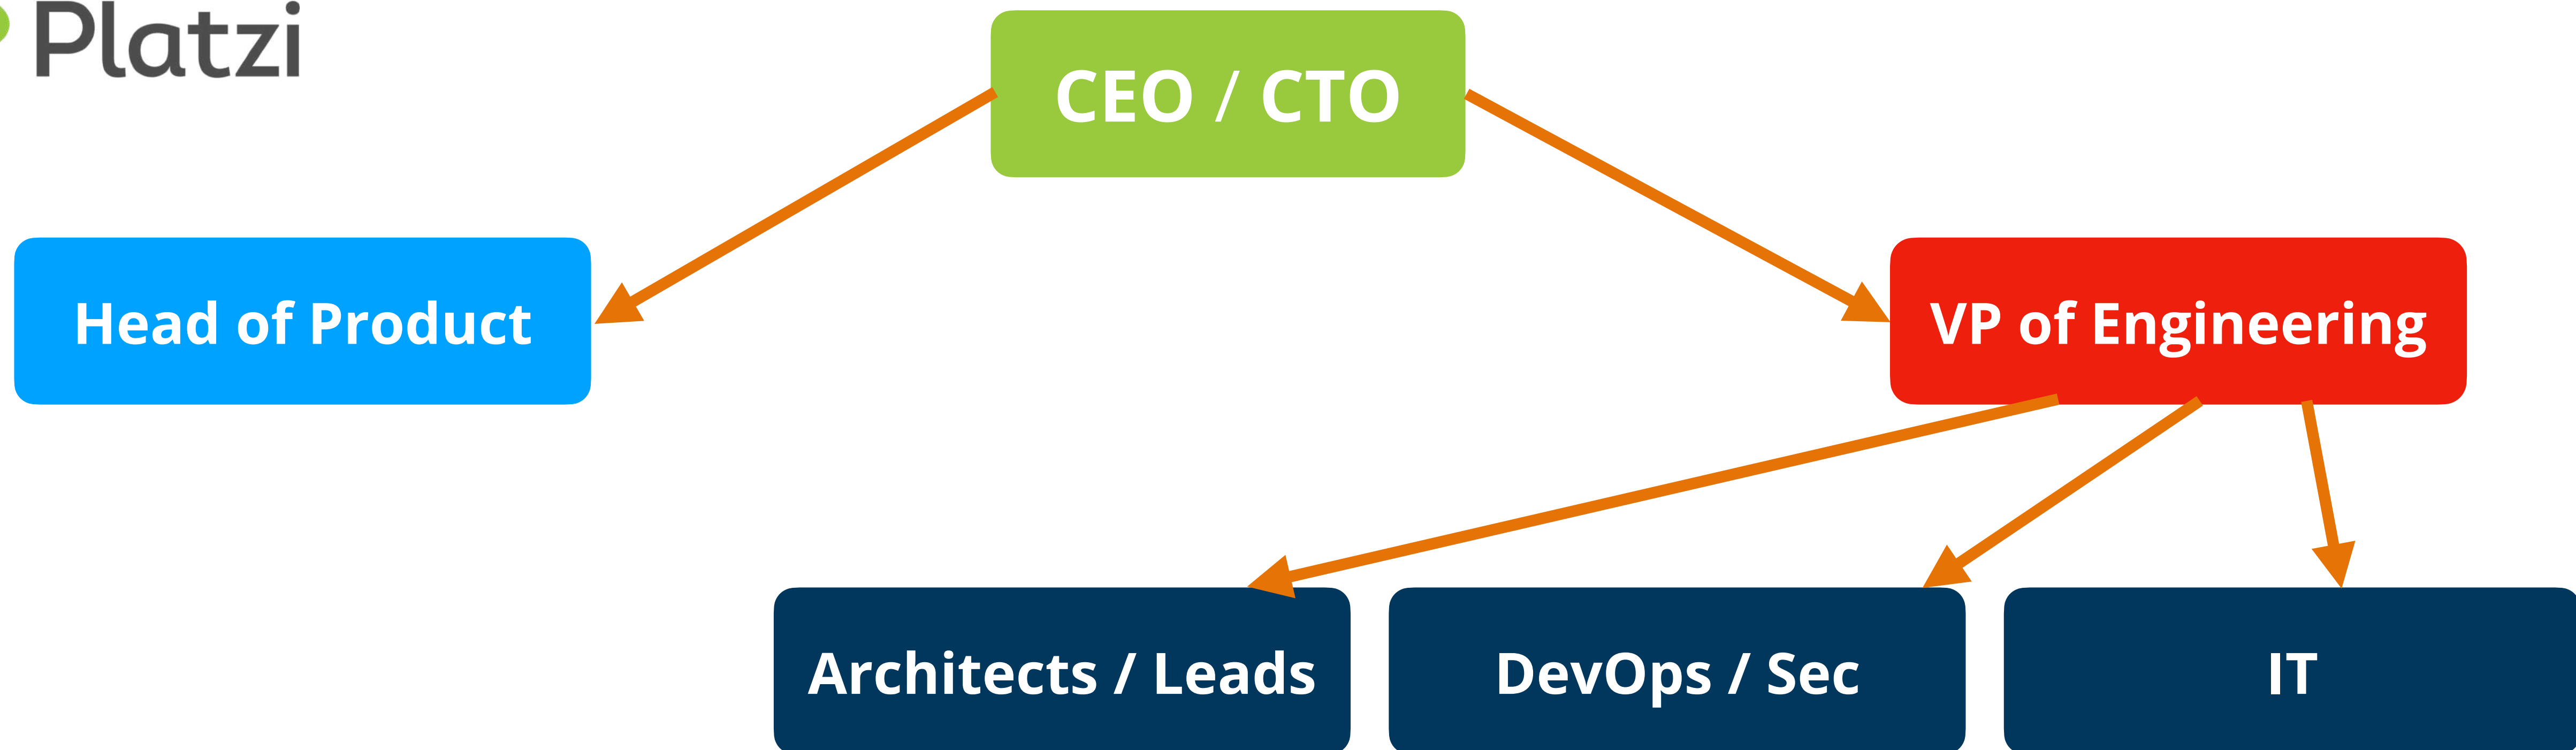 Platzi
CEO / CTO
Head of Product
VP of Engineering
Architects / Leads
DevOps / Sec
IT